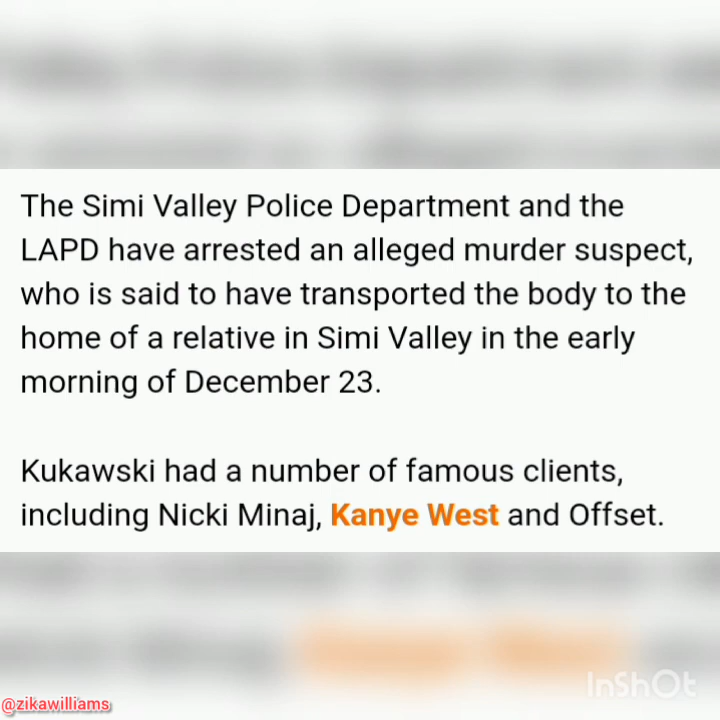 The Simi Valley Police Department and the
LAPD have arrested an alleged murder suspect,
who is said to have transported the body to the
home of a relative in Simi Valley in the early
morning of December 23.
Kukawski had a number of famous clients,
including Nicki Minaj, Kanye West and Offset.
InShOt
@zikawilliams